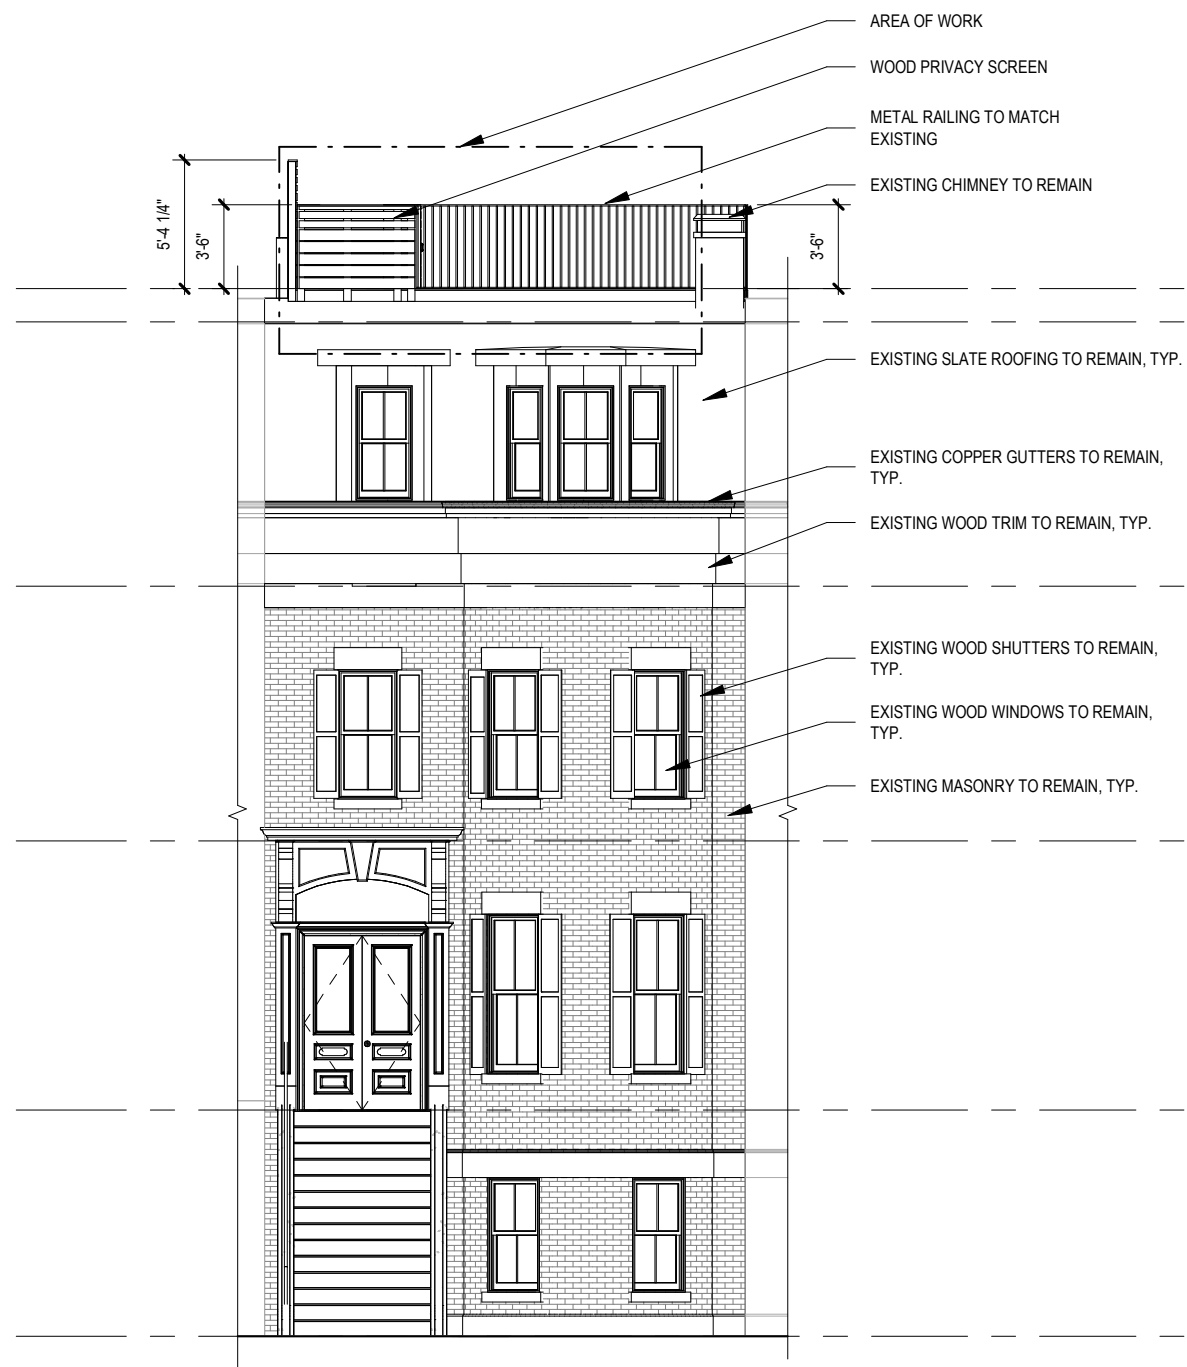 AREA OF WORK
WOOD PRIVACY SCREEN
METAL RAILING TO MATCH
EXISTING
EXISTING CHIMNEY TO REMAIN
5'-4 1/4"
3'-6"
3'-6"
EXISTING SLATE ROOFING TO REMAIN, TYP.
EXISTING COPPER GUTTERS TO REMAIN,
TYP.
EXISTING WOOD TRIM TO REMAIN, TYP.
EXISTING WOOD SHUTTERS TO REMAIN,
TYP.
EXISTING WOOD WINDOWS TO REMAIN,
TYP.
EXISTING MASONRY TO REMAIN, TYP.